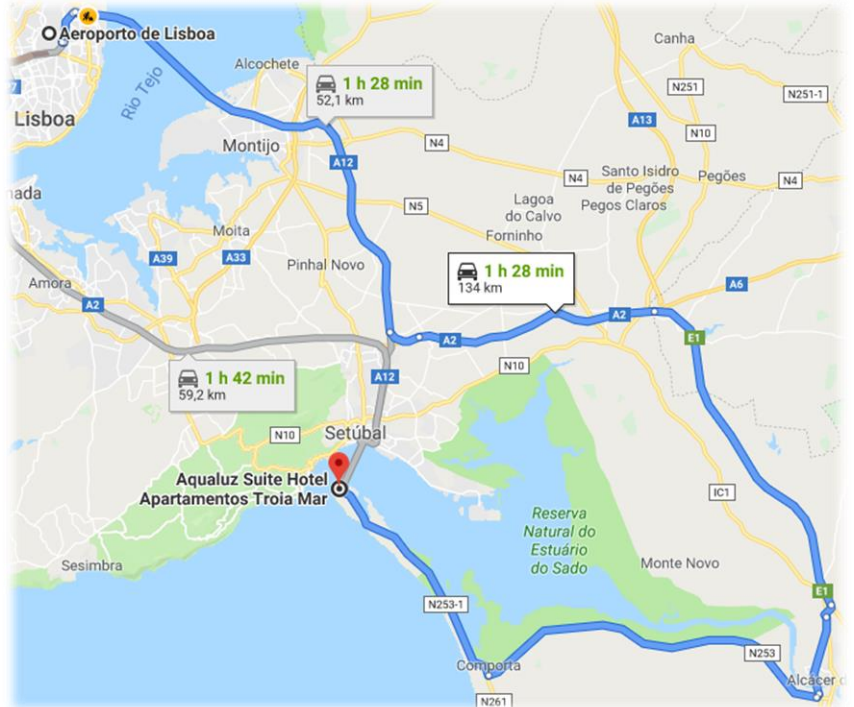 Aeroporto de Lisboa
Canha
Alcochete
1 h 28 min
52,1 km
N251
N251-1
Rio Tejo
Lisboa
A13
N10
Montijo
N4
A12
Santo Isidro
de Pegões
Pegões
N4
N4
Pegos Claros
Lagoa
do Calvo
N5
Forninho
Moita
A39
A33
Pinhal Novo
1 h 28 min
134 km
Amora
A2
A6
A2
A2
E1
1 h 42 min
59,2 km
A12
N10
N10
Setúbal
Aqualuz Suite Hotel
Apartamentos Troia Mar
IC1
Reserva
Natural do
Estuário
do Sado
Sesimbra
Monte Novo
E1
N253-1
Comporta
N253
Alcácer d
N261